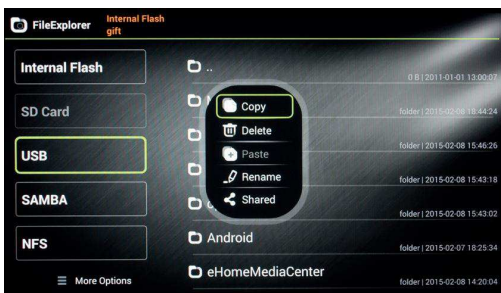 FileExplorer
Internal Flash
gift
Internal Flash
SD Card
USB
SAMBA
NFS
More Options
..
0 B | 2011-01-01 13:00:07
folder | 2015-02-08 18:44:24
folder | 2015-02-08 15:46:26
folder | 2015-02-08 15:43:18
folder | 2015-02-08 15:43:02
Android
folder | 2015-02-07 18:25:34
eHomeMediaCenter
folder | 2015-02-08 14:20:04
Copy
Delete
Paste
Rename
Shared